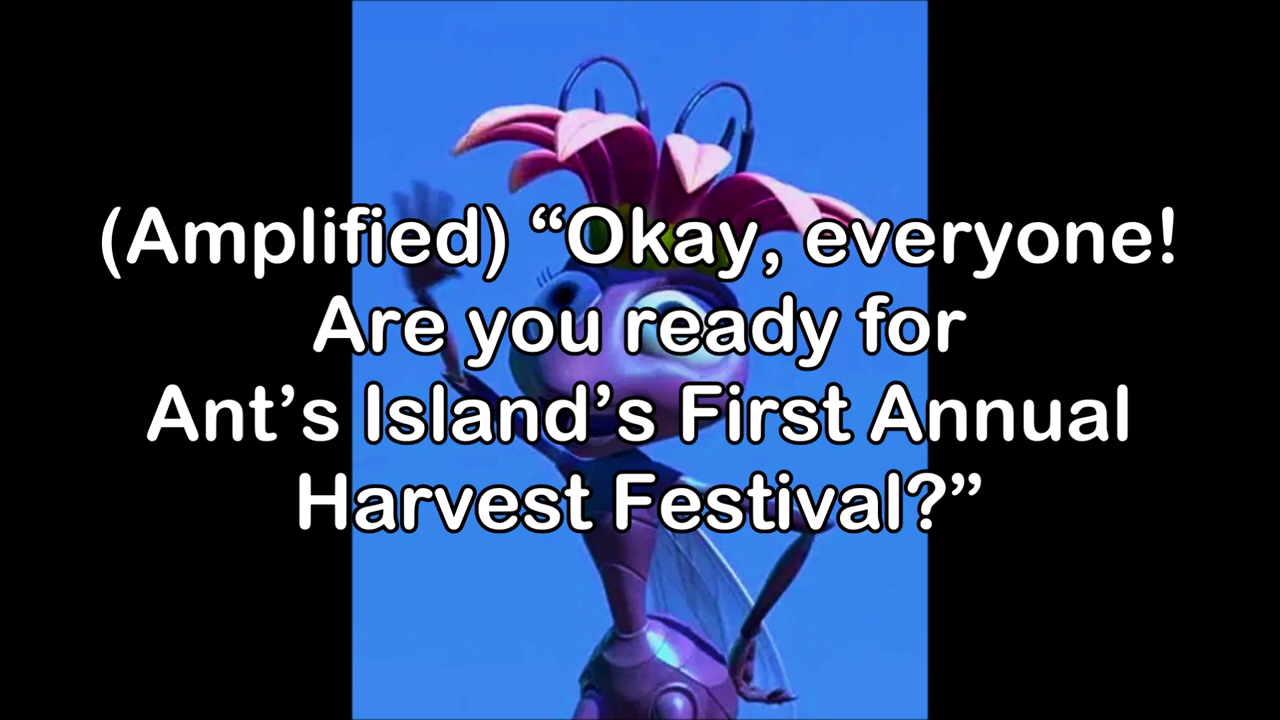 (Amplified) “Okay, everyone!
Are you ready for
Ant’s Island’s First Annual
Harvest Festival?”